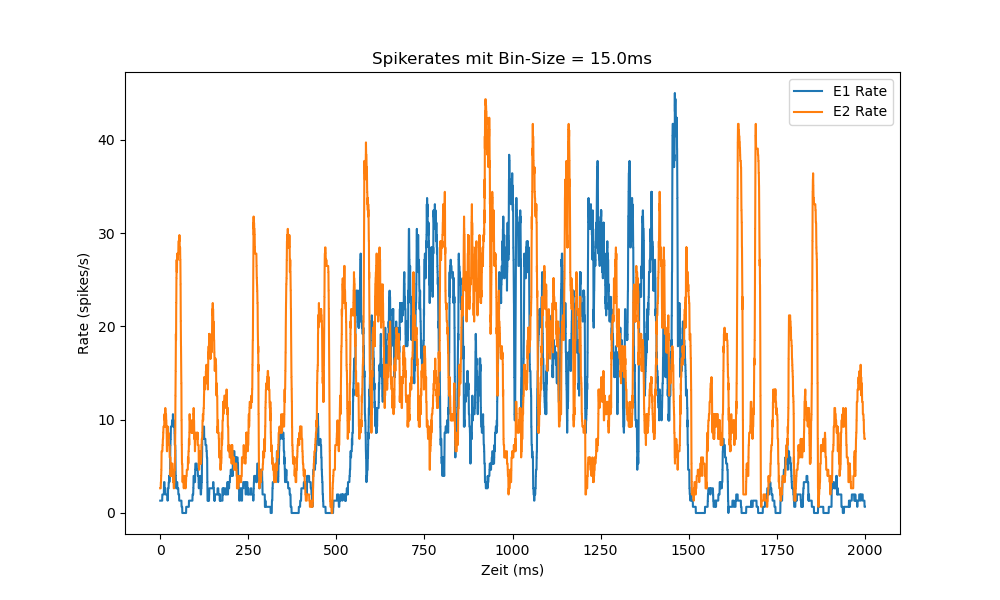 Spikerates mit Bin-Size = 15.0ms
E1 Rate
E2 Rate
Rate (spikes/s)
40
30
20
10
0
0 250 500 750 1000 1250 1500 1750 2000
Zeit (ms)